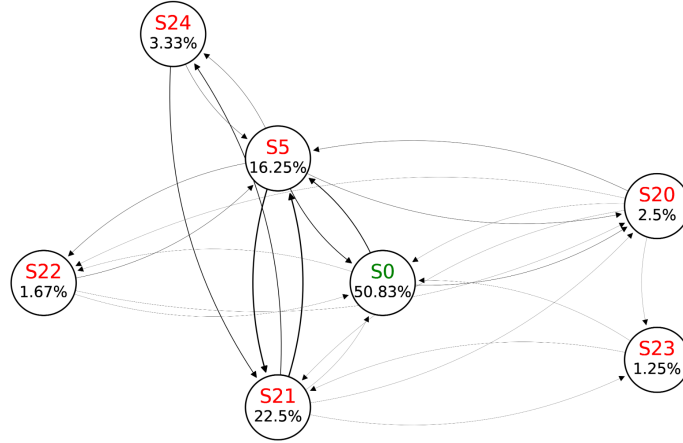 S24
3.33%
S5
16.25%
S20
2.5%
S22
1.67%
S0
50.83%
S23
1.25%
S21
22.5%